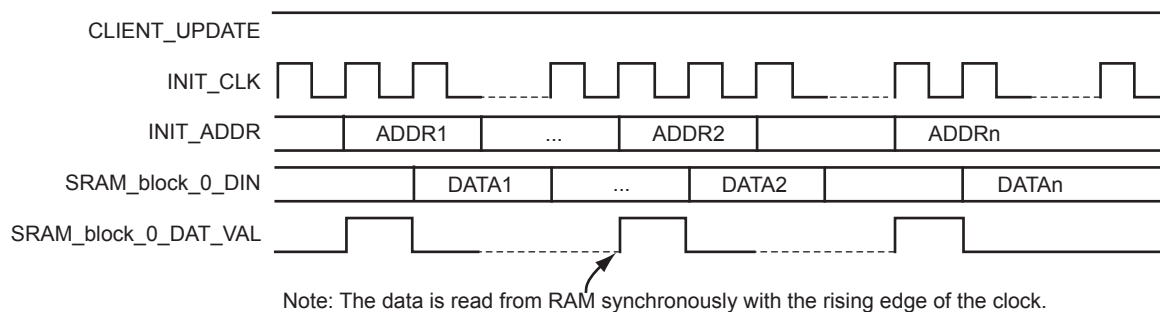 CLIENT_UPDATE
INIT_CLK
INIT_ADDR ADDR1 ... ADDR2 ADDRn
SRAM_block_0_DIN DATA1 ... DATA2 DATAn
SRAM_block_0_DAT_VAL
Note: The data is read from RAM synchronously with the rising edge of the clock.